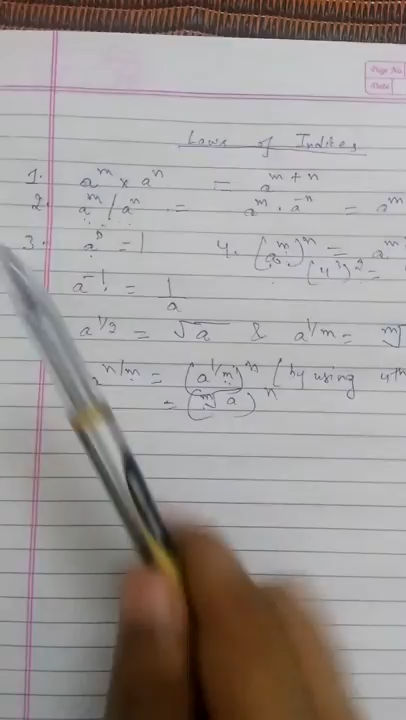 Page No
Date
Laws of Indices
1. a^m × a^n = a^{m+n}
2. a^m / a^n = a^m . a^{-n} = a^m
3. a^0 = 1 4. (a^m)^n = a^m
(4^3)^2 =
a^{-1} = 1/a
a^{1/2} = √a & a^{1/m} = ^m√
a^{n/m} = (a^{1/m})^n (by using 4th
= (^m√a)^n